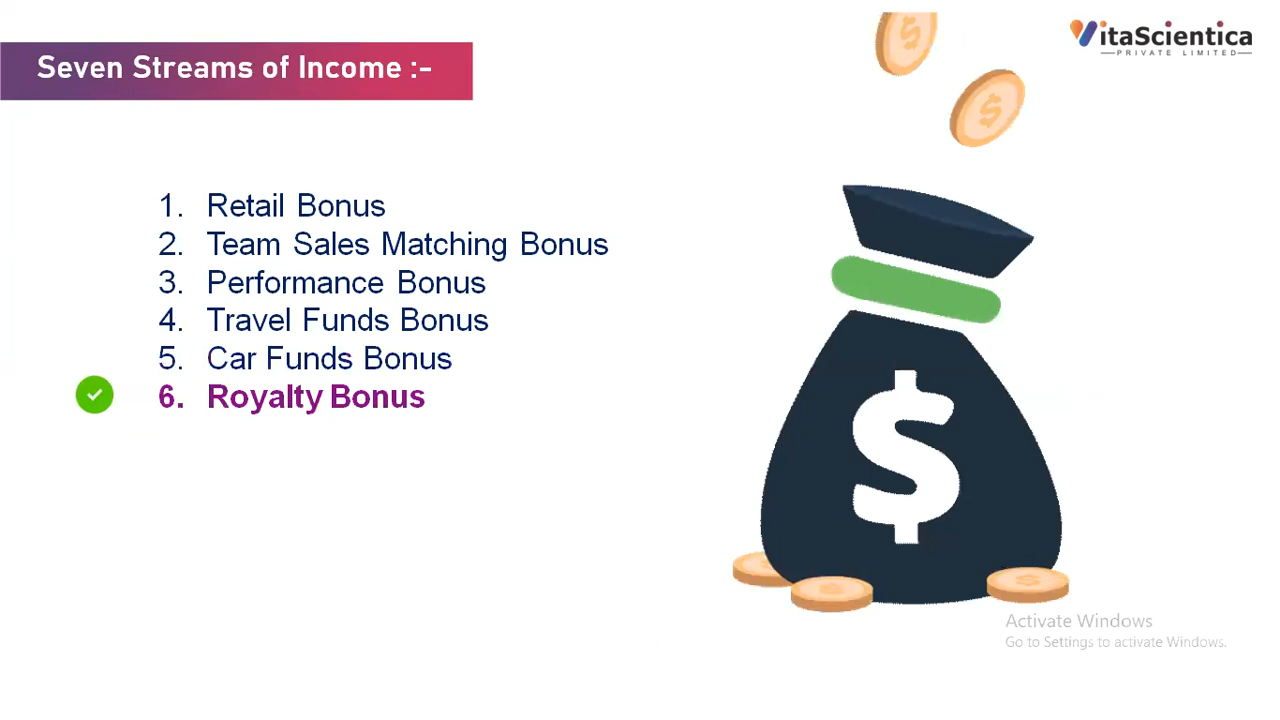 Seven Streams of Income :-
VitaScientica
PRIVATE LIMITED
1. Retail Bonus
2. Team Sales Matching Bonus
3. Performance Bonus
4. Travel Funds Bonus
5. Car Funds Bonus
6. Royalty Bonus
$
Activate Windows
Go to Settings to activate Windows.